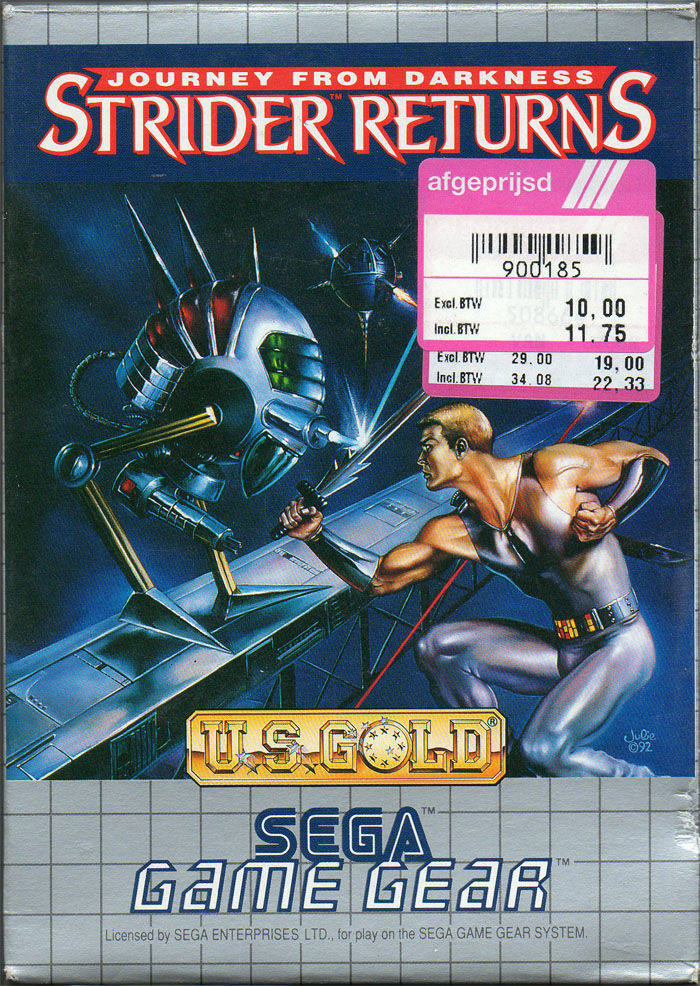 JOURNEY FROM DARKNESS
STRIDER™ RETURNS
afgeprijsd
900185
Excl. BTW 10,00
Incl. BTW 11.75
Excl. BTW 29.00 19,00
Incl. BTW 34.08 22,33
U.S. GOLD®
Julie
©92
SEGA™
GAME GEAR™
Licensed by SEGA ENTERPRISES LTD., for play on the SEGA GAME GEAR SYSTEM.